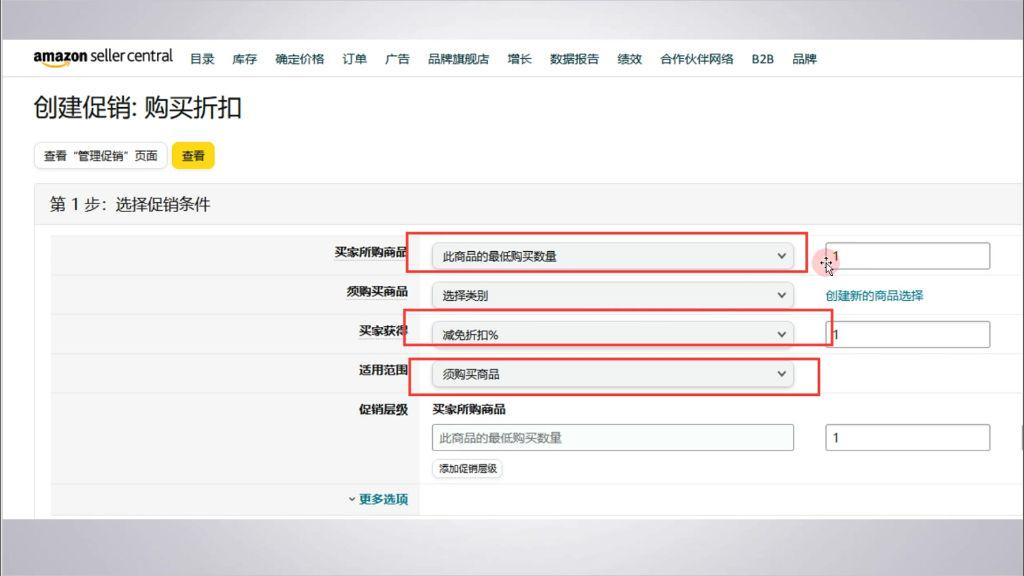 amazon seller central 目录 库存 确定价格 订单 广告 品牌旗舰店 增长 数据报告 绩效 合作伙伴网络 B2B 品牌
创建促销: 购买折扣
查看 “管理促销” 页面 查看
第 1 步: 选择促销条件
买家所购商品 此商品的最低购买数量 1
须购买商品 选择类别 创建新的商品选择
买家获得 减免折扣% 1
适用范围 须购买商品
促销层级 买家所购商品
此商品的最低购买数量 1
添加促销层级
更多选项